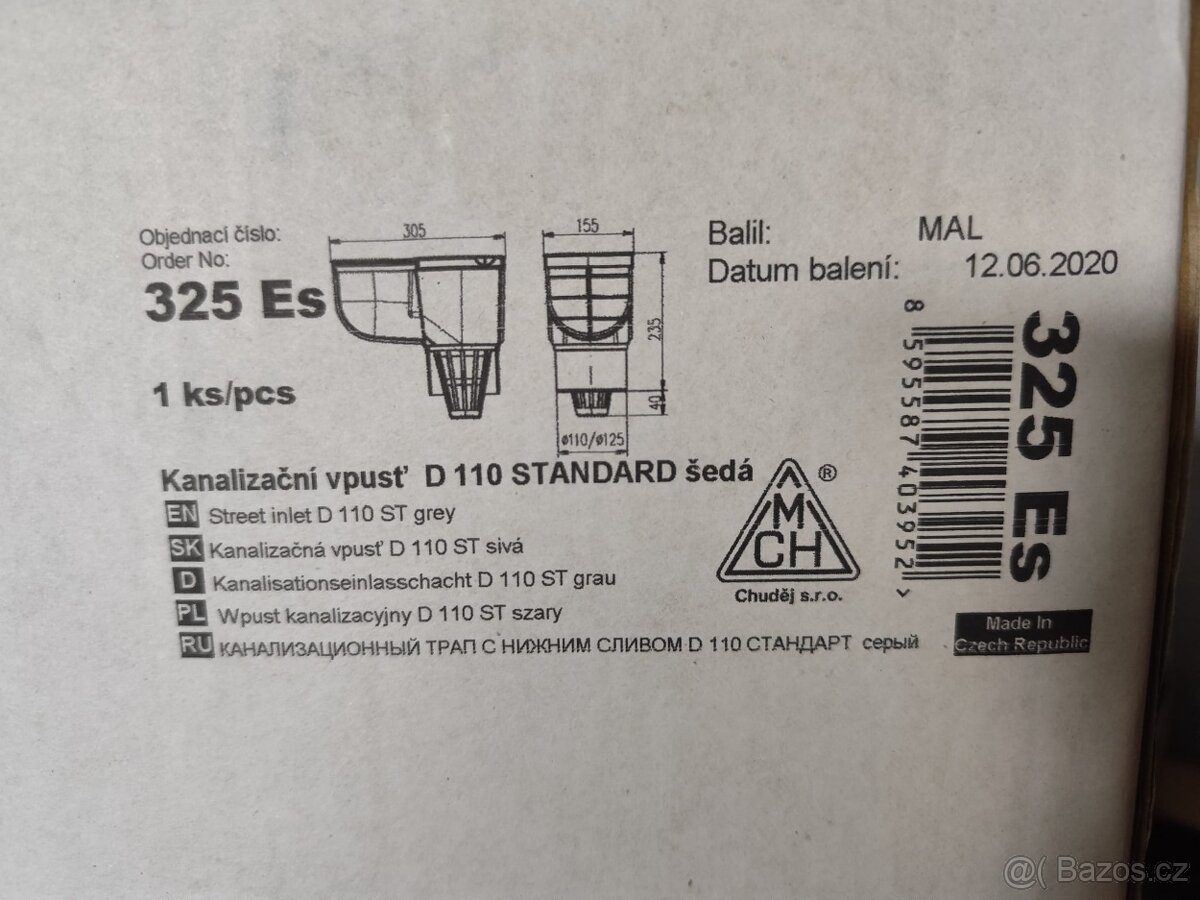 Objednací číslo:
Order No:
325 Es
1 ks/pcs
305
155
235
40
ø110/ø125
Balil: MAL
Datum balení: 12.06.2020
8 595587 403952 >
325 Es
Kanalizační vpusť D 110 STANDARD šedá
EN Street inlet D 110 ST grey
SK Kanalizačná vpusť D 110 ST sivá
D Kanalisationseinlasschacht D 110 ST grau
PL Wpust kanalizacyjny D 110 ST szary
RU КАНАЛИЗАЦИОННЫЙ ТРАП С НИЖНИМ СЛИВОМ D 110 СТАНДАРТ серый
M
CH
®
Chuděj s.r.o.
Made In
Czech Republic
@( Bazos.cz